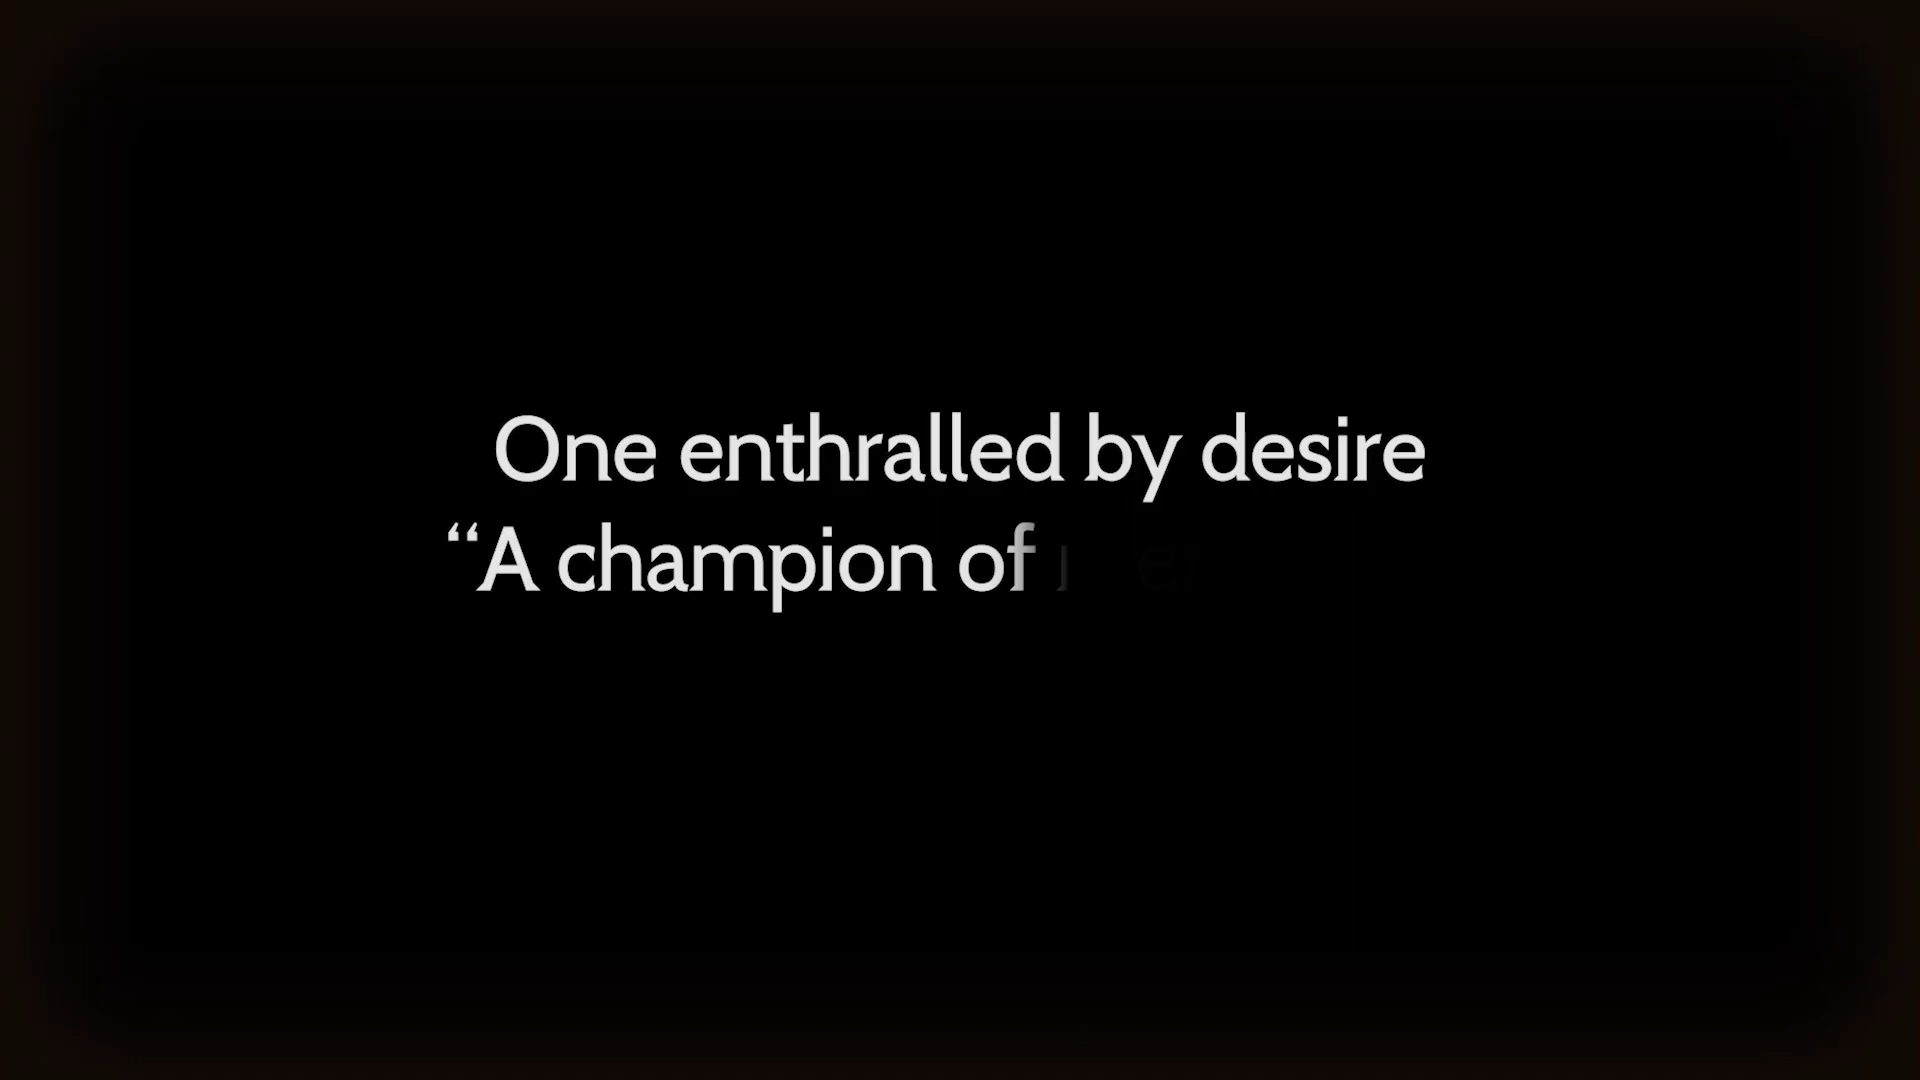 One enthralled by desire
“A champion of